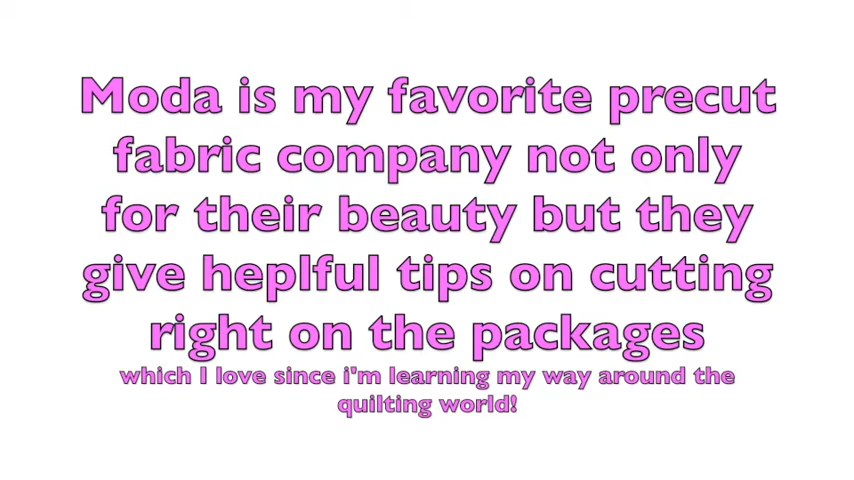 Moda is my favorite precut
fabric company not only
for their beauty but they
give heplful tips on cutting
right on the packages
which I love since i'm learning my way around the
quilting world!